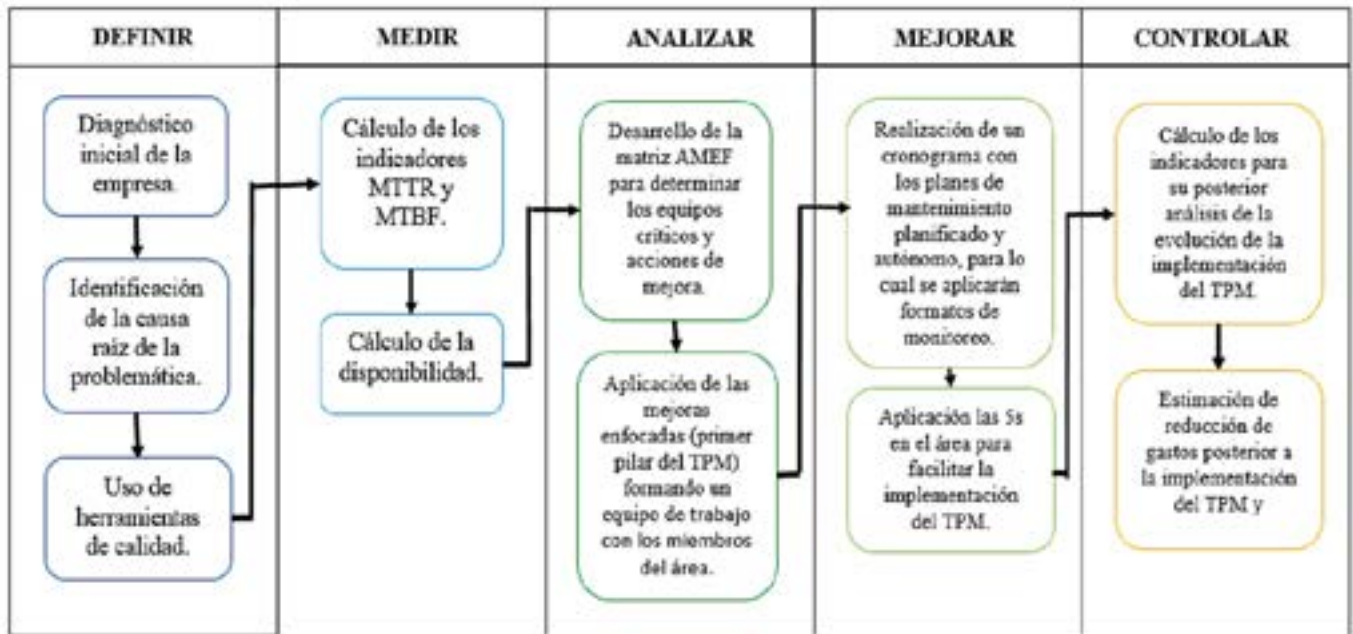 DEFINIR
Diagnóstico
inicial de la
empresa.
Identificación
de la causa
raíz de la
problemática.
Uso de
herramientas
de calidad.
MEDIR
Cálculo de los
indicadores
MTTR y
MTBF.
Cálculo de la
disponibilidad.
ANALIZAR
Desarrollo de la
matriz AMEF
para determinar
los equipos
críticos y
acciones de
mejora.
Aplicación de las
mejoras
enfocadas (primer
pilar del TPM)
formando un
equipo de trabajo
con los miembros
del área.
MEJORAR
Realización de un
cronograma con
los planes de
mantenimiento
planificado y
autónomo, para lo
cual se aplicarán
formatos de
monitoreo.
Aplicación las 5s
en el área para
facilitar la
implementación
del TPM.
CONTROLAR
Cálculo de los
indicadores para
su posterior
análisis de la
evolución de la
implementación
del TPM.
Estimación de
reducción de
gastos posterior a
la implementación
del TPM y